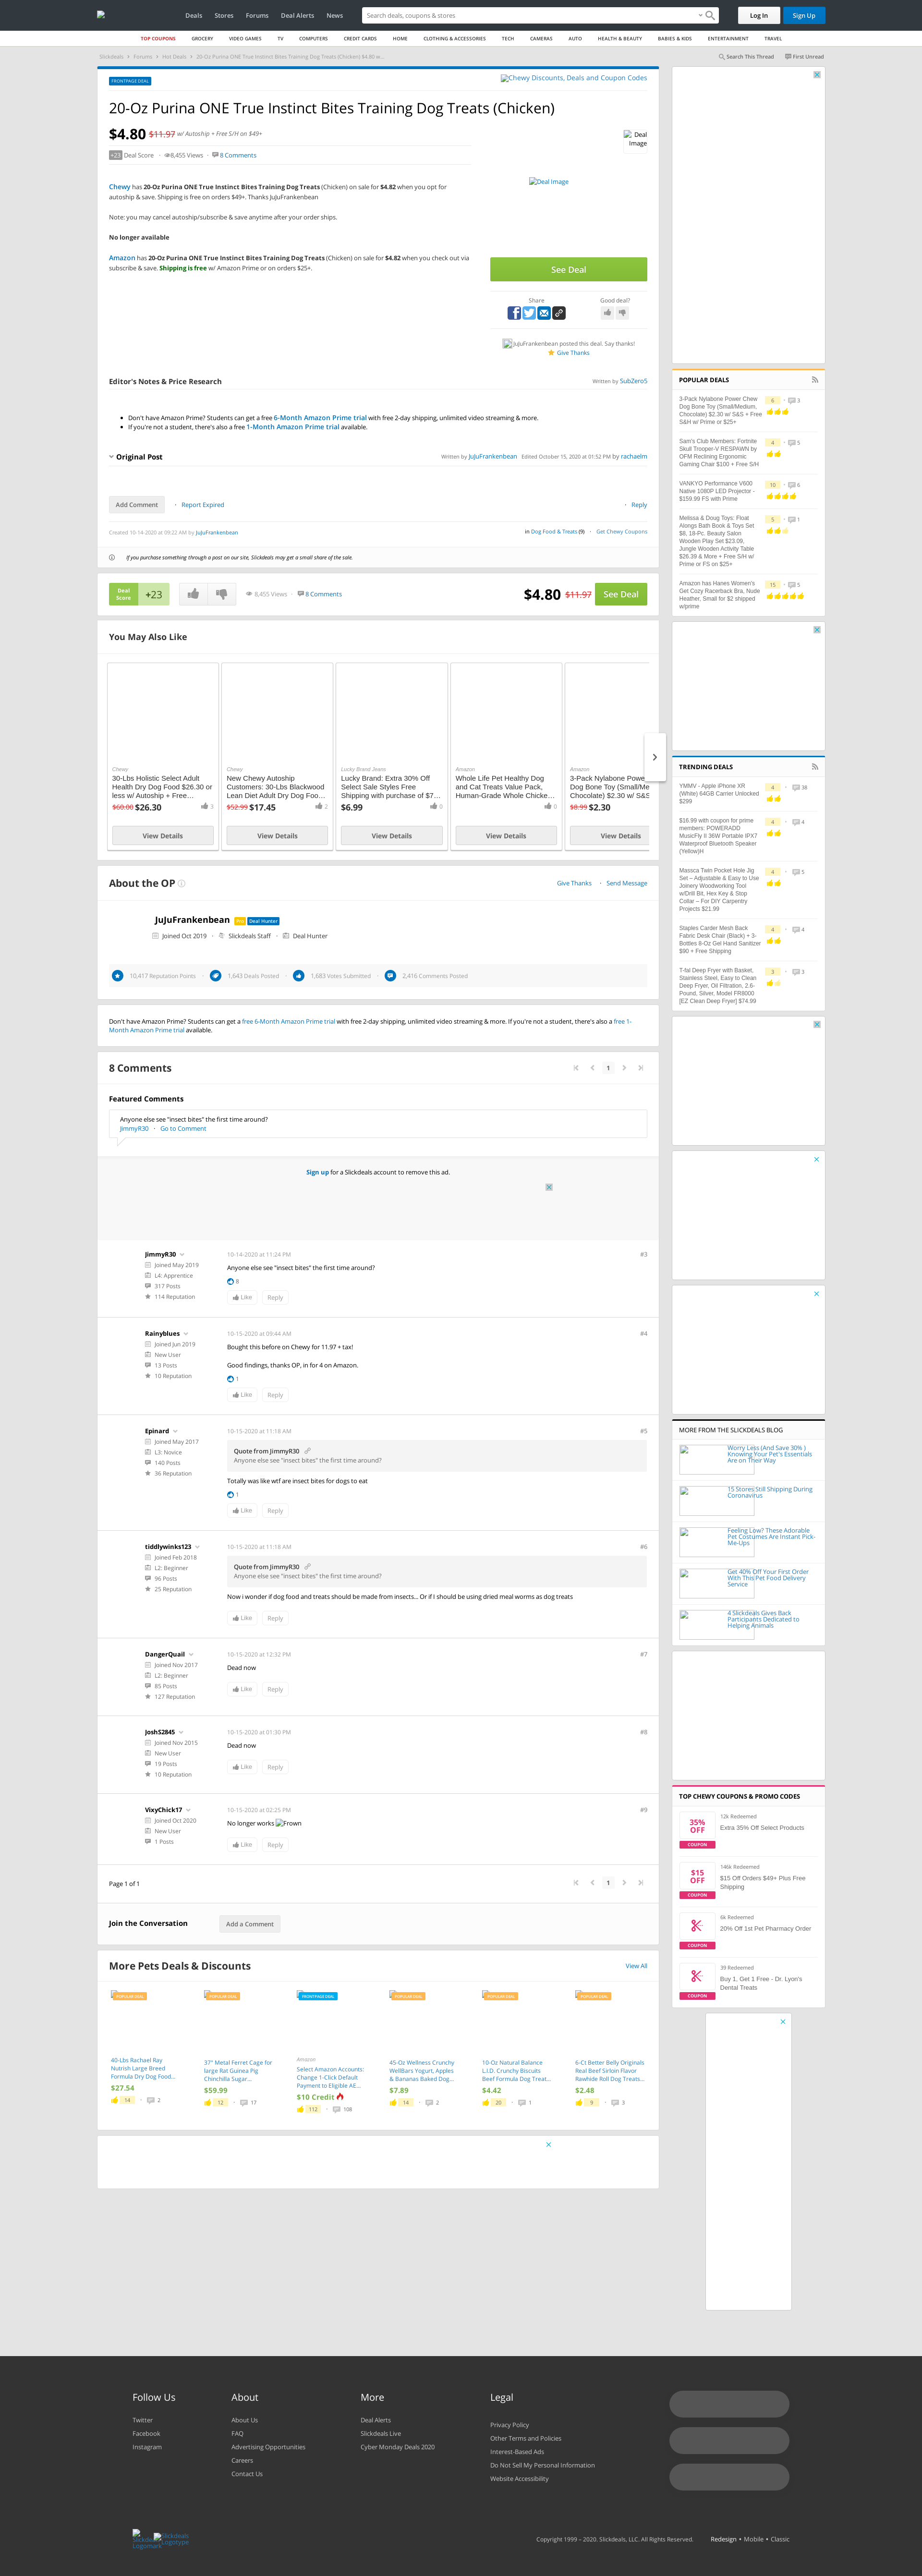 Deals Stores Forums Deal Alerts News
Search deals, coupons & stores
Log In Sign Up
TOP COUPONS GROCERY VIDEO GAMES TV COMPUTERS CREDIT CARDS HOME CLOTHING & ACCESSORIES TECH CAMERAS AUTO HEALTH & BEAUTY BABIES & KIDS ENTERTAINMENT TRAVEL
Slickdeals > Forums > Hot Deals > 20-Oz Purina ONE True Instinct Bites Training Dog Treats (Chicken) $4.80 w...
Search This Thread First Unread
FRONTPAGE DEAL
Chewy Discounts, Deals and Coupon Codes
20-Oz Purina ONE True Instinct Bites Training Dog Treats (Chicken)
$4.80 $11.97 w/ Autoship + Free S/H on $49+
Deal Image
+23 Deal Score · 8,455 Views · 8 Comments
Chewy has 20-Oz Purina ONE True Instinct Bites Training Dog Treats (Chicken) on sale for $4.82 when you opt for
autoship & save. Shipping is free on orders $49+. Thanks JuJuFrankenbean
Deal Image
Note: you may cancel autoship/subscribe & save anytime after your order ships.
No longer available
Amazon has 20-Oz Purina ONE True Instinct Bites Training Dog Treats (Chicken) on sale for $4.82 when you check out via
subscribe & save. Shipping is free w/ Amazon Prime or on orders $25+.
See Deal
Share Good deal?
JuJuFrankenbean posted this deal. Say thanks!
Give Thanks
Editor's Notes & Price Research
Written by SubZero5
• Don't have Amazon Prime? Students can get a free 6-Month Amazon Prime trial with free 2-day shipping, unlimited video streaming & more.
• If you're not a student, there's also a free 1-Month Amazon Prime trial available.
Original Post
Written by JuJuFrankenbean Edited October 15, 2020 at 01:52 PM by rachaelm
Add Comment · Report Expired · Reply
Created 10-14-2020 at 09:22 AM by JuJuFrankenbean
in Dog Food & Treats (9) · Get Chewy Coupons
If you purchase something through a post on our site, Slickdeals may get a small share of the sale.
Deal Score +23
8,455 Views · 8 Comments
$4.80 $11.97 See Deal
You May Also Like
Chewy
30-Lbs Holistic Select Adult
Health Dry Dog Food $26.30 or
less w/ Autoship + Free…
$60.80 $26.30 3
View Details
Chewy
New Chewy Autoship
Customers: 30-Lbs Blackwood
Lean Diet Adult Dry Dog Foo…
$52.99 $17.45 2
View Details
Lucky Brand Jeans
Lucky Brand: Extra 30% Off
Select Sale Styles Free
Shipping with purchase of $7…
$6.99 0
View Details
Amazon
Whole Life Pet Healthy Dog
and Cat Treats Value Pack,
Human-Grade Whole Chicke…
0
View Details
Amazon
3-Pack Nylabone Powe
Dog Bone Toy (Small/Me
Chocolate) $2.30 w/ S&S
$8.99 $2.30
View Details
About the OP
Give Thanks · Send Message
JuJuFrankenbean Pro Deal Hunter
Joined Oct 2019 · Slickdeals Staff · Deal Hunter
10,417 Reputation Points · 1,643 Deals Posted · 1,683 Votes Submitted · 2,416 Comments Posted
Don't have Amazon Prime? Students can get a free 6-Month Amazon Prime trial with free 2-day shipping, unlimited video streaming & more. If you're not a student, there's also a free 1-
Month Amazon Prime trial available.
8 Comments
1
Featured Comments
Anyone else see "insect bites" the first time around?
JimmyR30 · Go to Comment
Sign up for a Slickdeals account to remove this ad.
JimmyR30
Joined May 2019
L4: Apprentice
317 Posts
114 Reputation
10-14-2020 at 11:24 PM #3
Anyone else see "insect bites" the first time around?
8
Like Reply
Rainyblues
Joined Jun 2019
New User
13 Posts
10 Reputation
10-15-2020 at 09:44 AM #4
Bought this before on Chewy for 11.97 + tax!
Good findings, thanks OP, in for 4 on Amazon.
1
Like Reply
Epinard
Joined May 2017
L3: Novice
140 Posts
36 Reputation
10-15-2020 at 11:18 AM #5
Quote from JimmyR30
Anyone else see "insect bites" the first time around?
Totally was like wtf are insect bites for dogs to eat
1
Like Reply
tiddlywinks123
Joined Feb 2018
L2: Beginner
96 Posts
25 Reputation
10-15-2020 at 11:18 AM #6
Quote from JimmyR30
Anyone else see "insect bites" the first time around?
Now i wonder if dog food and treats should be made from insects... Or if I should be using dried meal worms as dog treats
Like Reply
DangerQuail
Joined Nov 2017
L2: Beginner
85 Posts
127 Reputation
10-15-2020 at 12:32 PM #7
Dead now
Like Reply
JoshS2845
Joined Nov 2015
New User
19 Posts
10 Reputation
10-15-2020 at 01:30 PM #8
Dead now
Like Reply
VixyChick17
Joined Oct 2020
New User
1 Posts
10-15-2020 at 02:25 PM #9
No longer works Frown
Like Reply
Page 1 of 1
1
Join the Conversation
Add a Comment
More Pets Deals & Discounts
View All
POPULAR DEAL
40-Lbs Rachael Ray
Nutrish Large Breed
Formula Dry Dog Food…
$27.54
14 · 2
POPULAR DEAL
37" Metal Ferret Cage for
large Rat Guinea Pig
Chinchilla Sugar…
$59.99
12 · 17
FRONTPAGE DEAL
Amazon
Select Amazon Accounts:
Change 1-Click Default
Payment to Eligible AE…
$10 Credit
112 · 108
POPULAR DEAL
45-Oz Wellness Crunchy
WellBars Yogurt, Apples
& Bananas Baked Dog…
$7.89
14 · 2
POPULAR DEAL
10-Oz Natural Balance
L.I.D. Crunchy Biscuits
Beef Formula Dog Treat…
$4.42
20 · 1
POPULAR DEAL
6-Ct Better Belly Originals
Real Beef Sirloin Flavor
Rawhide Roll Dog Treats…
$2.48
9 · 3
POPULAR DEALS
3-Pack Nylabone Power Chew
Dog Bone Toy (Small/Medium,
Chocolate) $2.30 w/ S&S + Free
S&H w/ Prime or $25+
6 · 3
Sam's Club Members: Fortnite
Skull Trooper-V RESPAWN by
OFM Reclining Ergonomic
Gaming Chair $100 + Free S/H
4 · 5
VANKYO Performance V600
Native 1080P LED Projector -
$159.99 FS with Prime
10 · 6
Melissa & Doug Toys: Float
Alongs Bath Book & Toys Set
$8, 18-Pc. Beauty Salon
Wooden Play Set $23.09,
Jungle Wooden Activity Table
$26.39 & More + Free S/H w/
Prime or FS on $25+
5 · 1
Amazon has Hanes Women's
Get Cozy Racerback Bra, Nude
Heather, Small for $2 shipped
w/prime
15 · 5
TRENDING DEALS
YMMV - Apple iPhone XR
(White) 64GB Carrier Unlocked
$299
4 · 38
$16.99 with coupon for prime
members: POWERADD
MusicFly II 36W Portable IPX7
Waterproof Bluetooth Speaker
(Yellow)H
4 · 4
Massca Twin Pocket Hole Jig
Set – Adjustable & Easy to Use
Joinery Woodworking Tool
w/Drill Bit, Hex Key & Stop
Collar – For DIY Carpentry
Projects $21.99
4 · 5
Staples Carder Mesh Back
Fabric Desk Chair (Black) + 3-
Bottles 8-Oz Gel Hand Sanitizer
$90 + Free Shipping
4 · 4
T-fal Deep Fryer with Basket,
Stainless Steel, Easy to Clean
Deep Fryer, Oil Filtration, 2.6-
Pound, Silver, Model FR8000
[EZ Clean Deep Fryer] $74.99
3 · 3
MORE FROM THE SLICKDEALS BLOG
Worry Less (And Save 30% )
Knowing Your Pet's Essentials
Are on Their Way
15 Stores Still Shipping During
Coronavirus
Feeling Low? These Adorable
Pet Costumes Are Instant Pick-
Me-Ups
Get 40% Off Your First Order
With This Pet Food Delivery
Service
4 Slickdeals Gives Back
Participants Dedicated to
Helping Animals
TOP CHEWY COUPONS & PROMO CODES
35% OFF COUPON
12k Redeemed
Extra 35% Off Select Products
$15 OFF COUPON
146k Redeemed
$15 Off Orders $49+ Plus Free
Shipping
COUPON
6k Redeemed
20% Off 1st Pet Pharmacy Order
COUPON
39 Redeemed
Buy 1, Get 1 Free - Dr. Lyon's
Dental Treats
Follow Us
Twitter
Facebook
Instagram
About
About Us
FAQ
Advertising Opportunities
Careers
Contact Us
More
Deal Alerts
Slickdeals Live
Cyber Monday Deals 2020
Legal
Privacy Policy
Other Terms and Policies
Interest-Based Ads
Do Not Sell My Personal Information
Website Accessibility
Slickdeals Logomark Slickdeals Logotype
Copyright 1999 – 2020. Slickdeals, LLC. All Rights Reserved. Redesign • Mobile • Classic